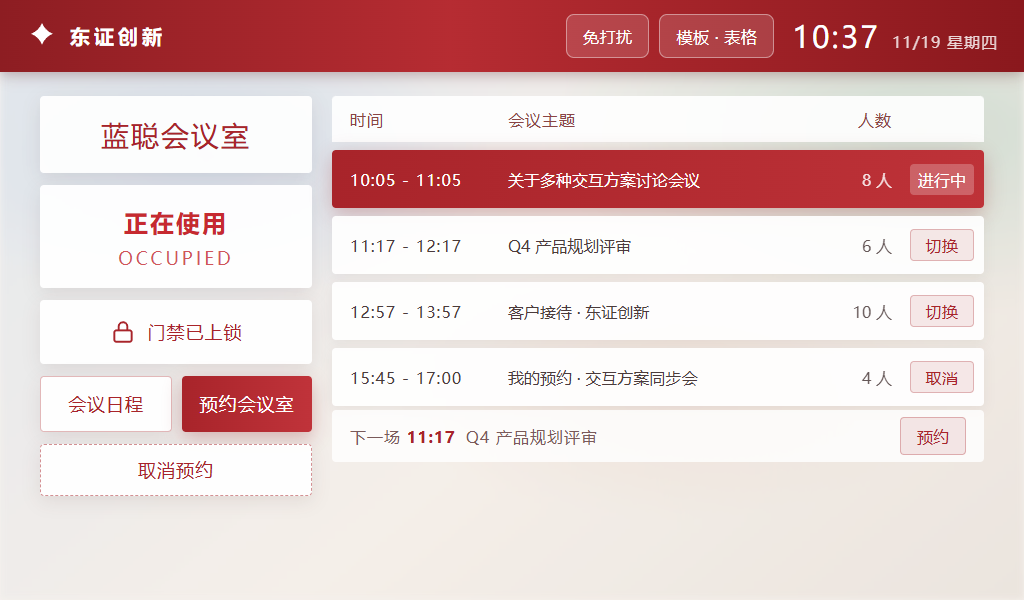 东证创新
免打扰 模板 · 表格 10:37 11/19 星期四
蓝聪会议室
正在使用
OCCUPIED
门禁已上锁
会议日程 预约会议室
取消预约
时间 会议主题 人数
10:05 - 11:05 关于多种交互方案讨论会议 8 人 进行中
11:17 - 12:17 Q4 产品规划评审 6 人 切换
12:57 - 13:57 客户接待 · 东证创新 10 人 切换
15:45 - 17:00 我的预约 · 交互方案同步会 4 人 取消
下一场 11:17 Q4 产品规划评审 预约